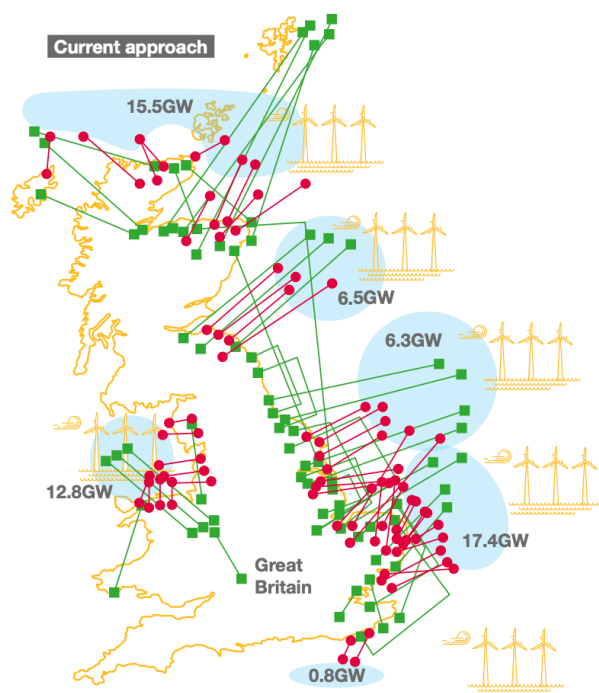 Current approach
15.5GW
6.5GW
6.3GW
12.8GW
17.4GW
Great
Britain
0.8GW